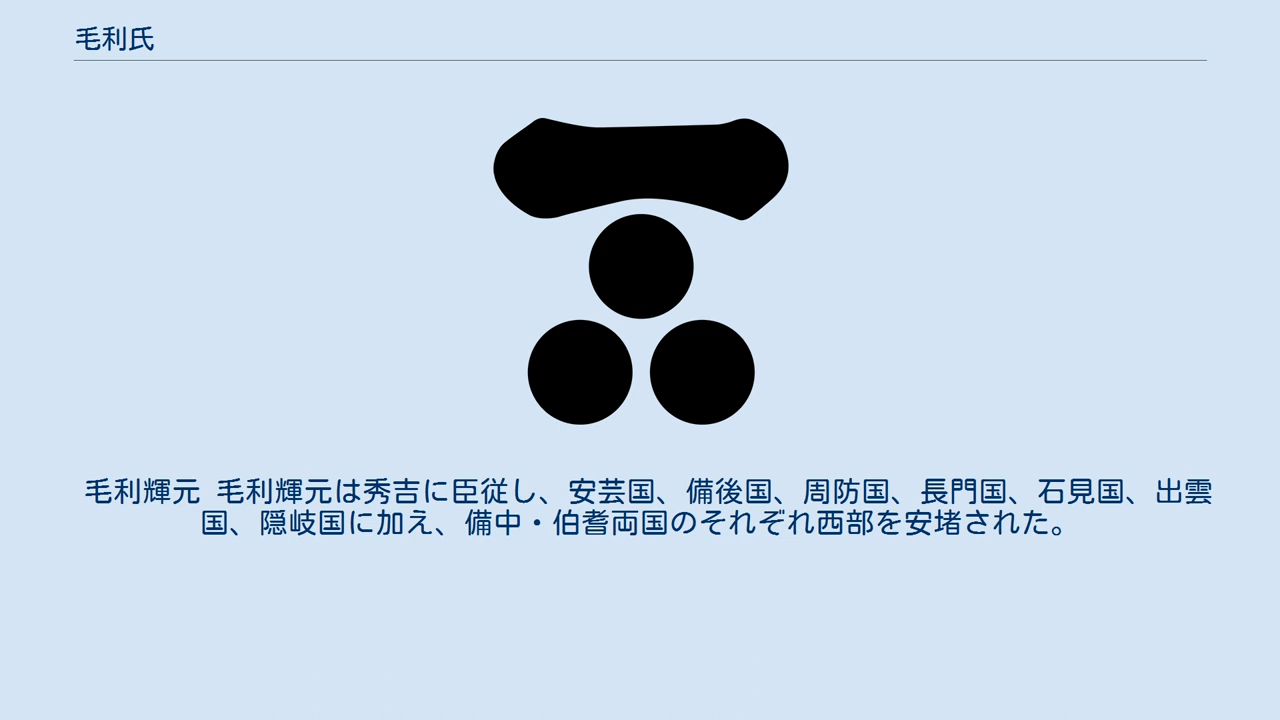 毛利氏
毛利輝元 毛利輝元は秀吉に臣従し、安芸国、備後国、周防国、長門国、石見国、出雲
国、隠岐国に加え、備中・伯耆両国のそれぞれ西部を安堵された。